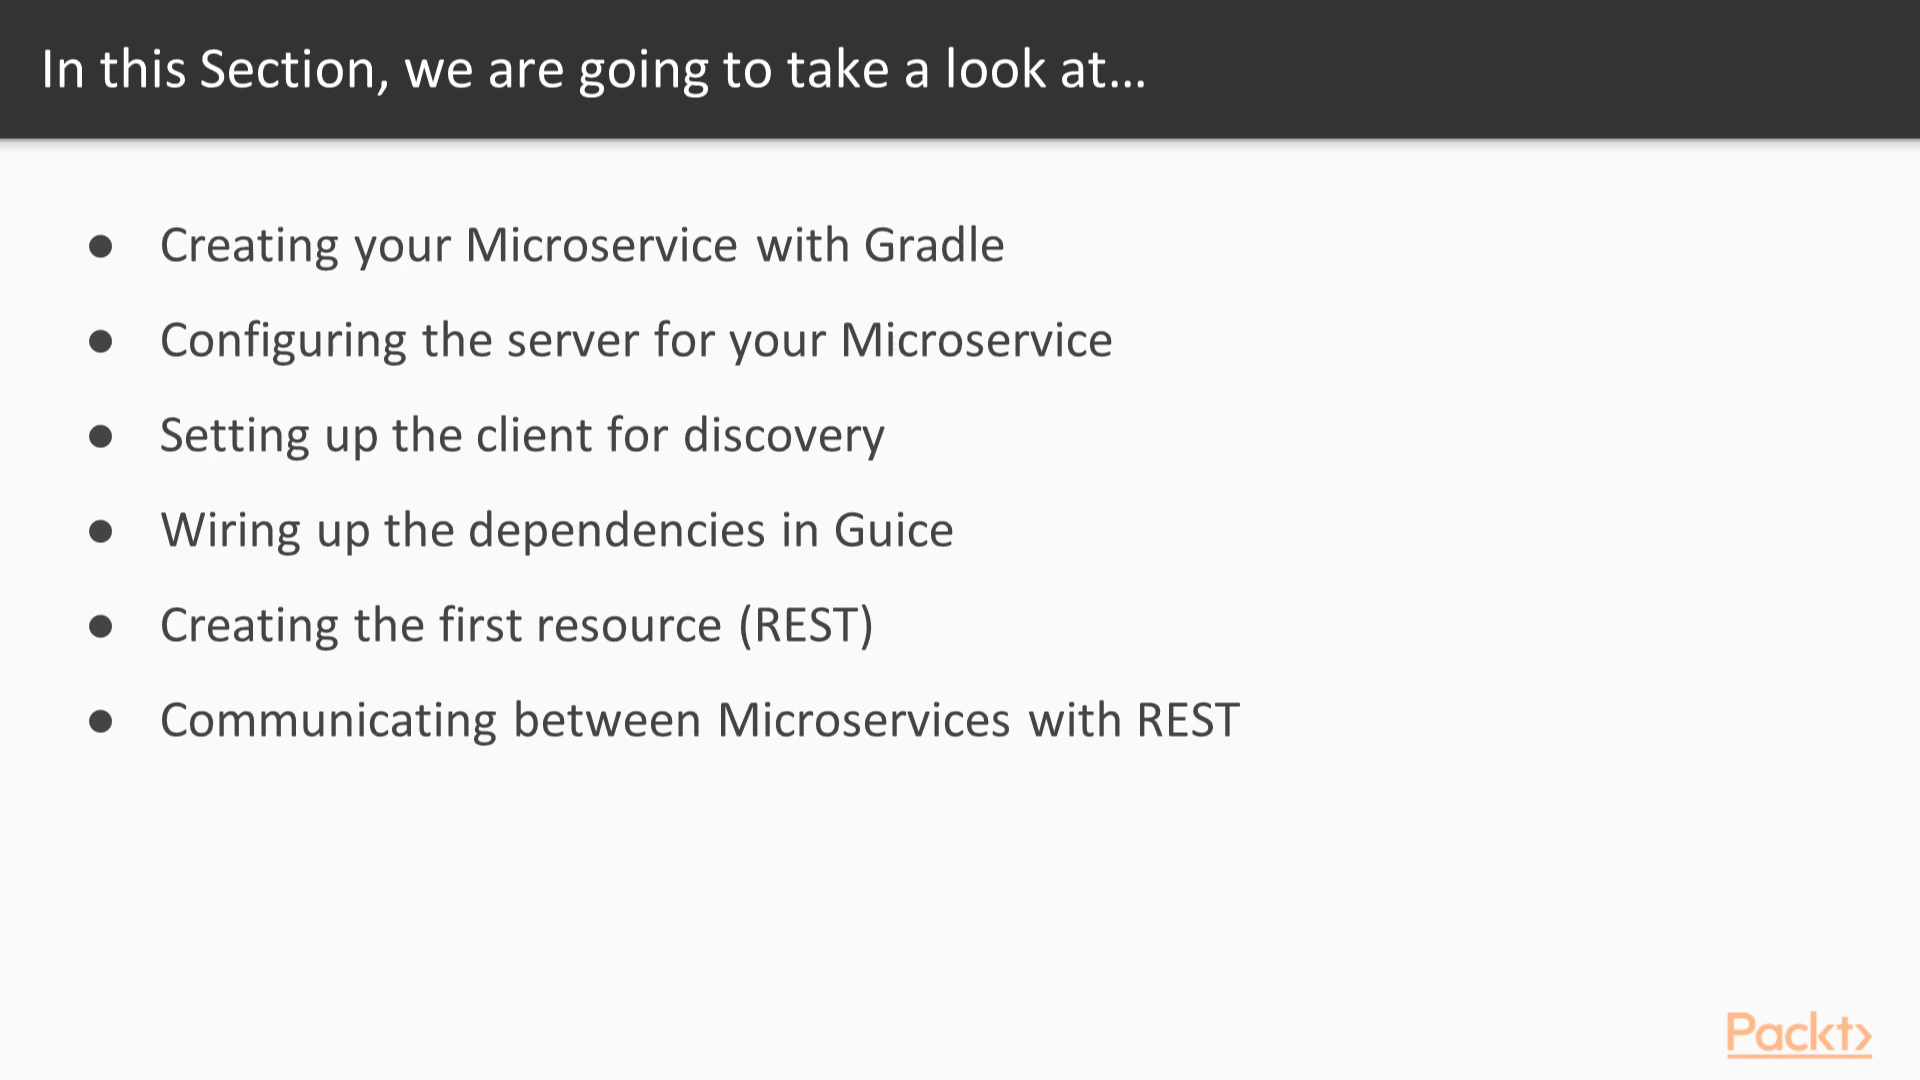 In this Section, we are going to take a look at...
● Creating your Microservice with Gradle
● Configuring the server for your Microservice
● Setting up the client for discovery
● Wiring up the dependencies in Guice
● Creating the first resource (REST)
● Communicating between Microservices with REST
Packt>